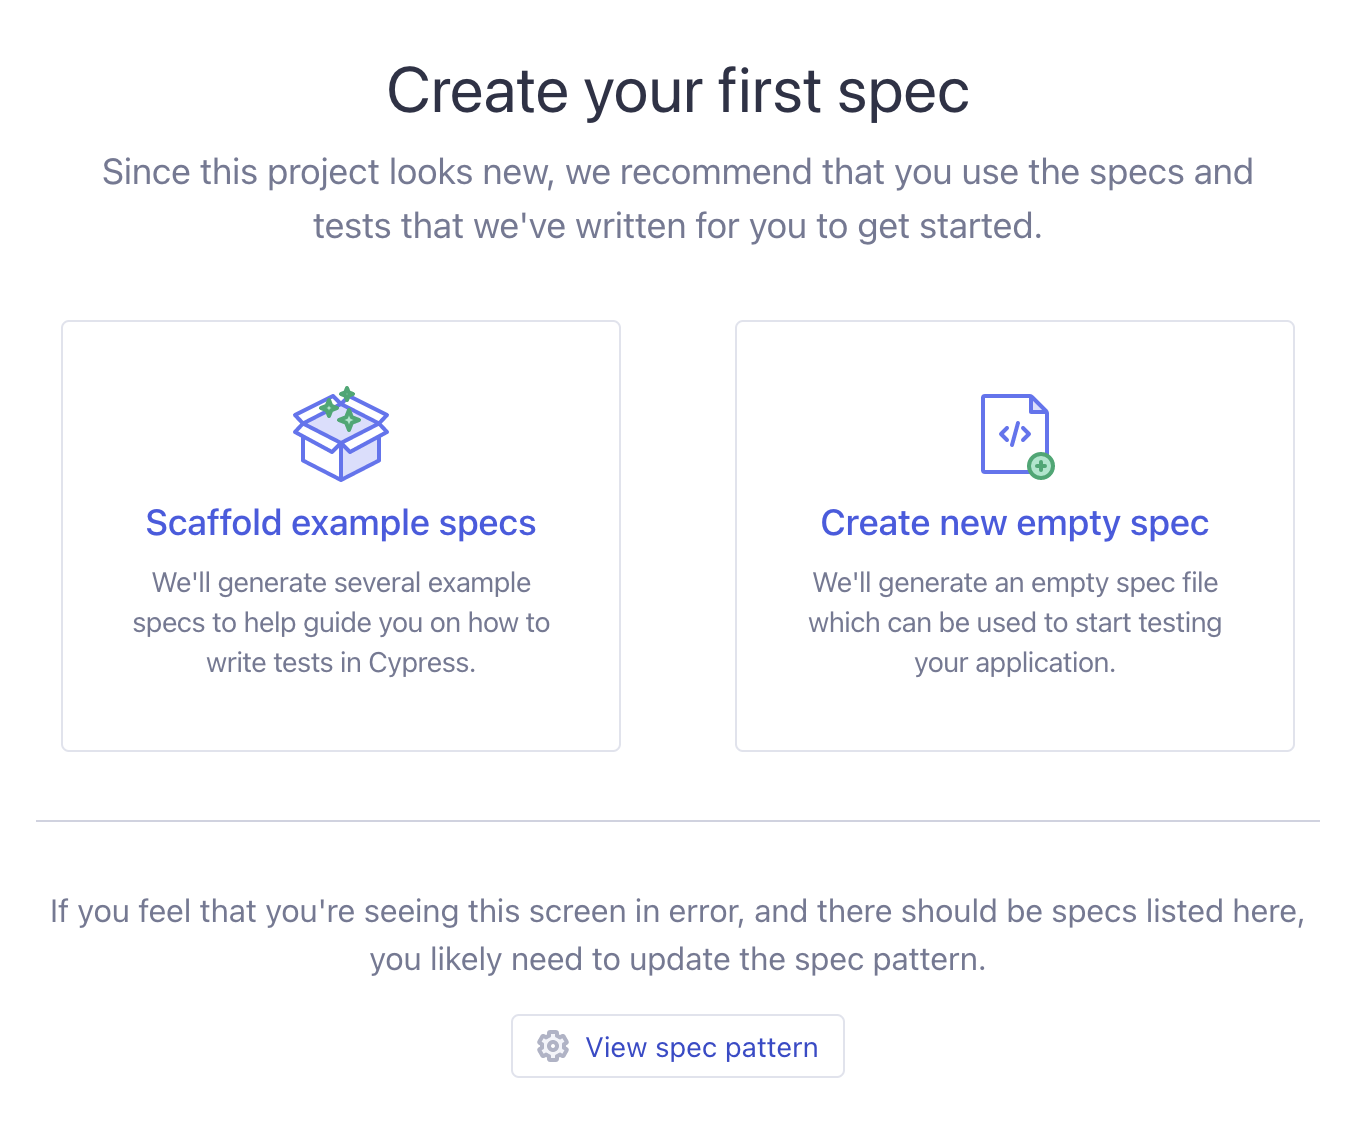 Create your first spec
Since this project looks new, we recommend that you use the specs and
tests that we've written for you to get started.
Scaffold example specs
We'll generate several example
specs to help guide you on how to
write tests in Cypress.
</>
Create new empty spec
We'll generate an empty spec file
which can be used to start testing
your application.
If you feel that you're seeing this screen in error, and there should be specs listed here,
you likely need to update the spec pattern.
View spec pattern